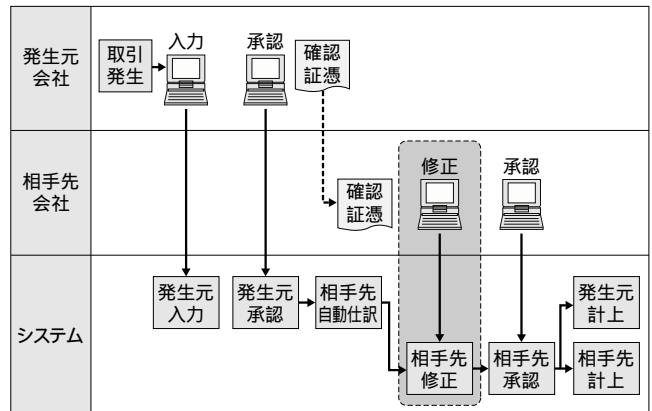 発生元
会社
取引
発生
入力
承認
確認
証憑
相手先
会社
確認
証憑
修正
承認
システム
発生元
入力
発生元
承認
相手先
自動仕訳
相手先
修正
相手先
承認
発生元
計上
相手先
計上